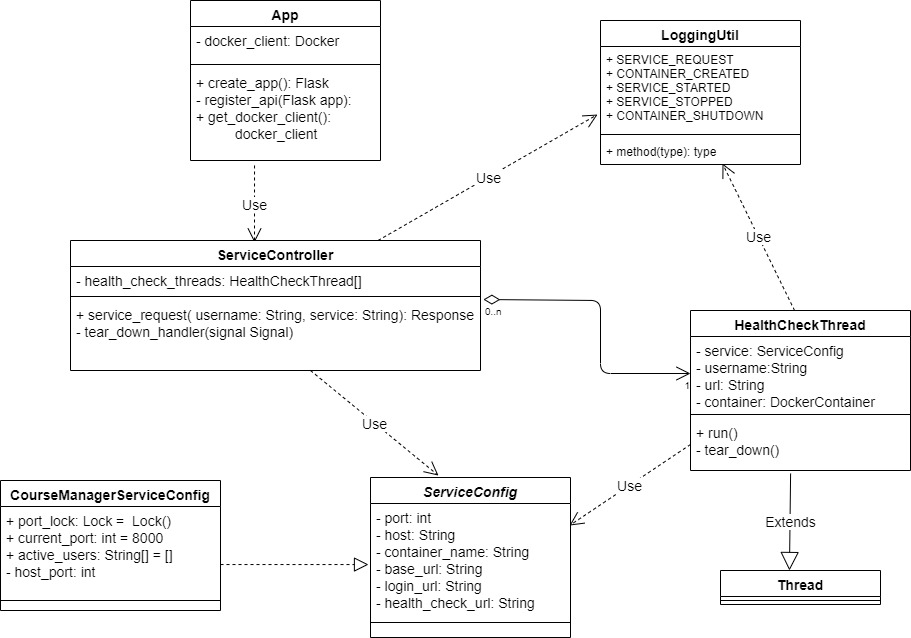 App
- docker_client: Docker
+ create_app(): Flask
- register_api(Flask app):
+ get_docker_client():
docker_client
LoggingUtil
+ SERVICE_REQUEST
+ CONTAINER_CREATED
+ SERVICE_STARTED
+ SERVICE_STOPPED
+ CONTAINER_SHUTDOWN
+ method(type): type
Use
Use
Use
ServiceController
- health_check_threads: HealthCheckThread[]
+ service_request( username: String, service: String): Response
- tear_down_handler(signal Signal)
0..n
1
HealthCheckThread
- service: ServiceConfig
- username:String
- url: String
- container: DockerContainer
+ run()
- tear_down()
Use
Use
Extends
CourseManagerServiceConfig
+ port_lock: Lock =  Lock()
+ current_port: int = 8000
+ active_users: String[] = []
- host_port: int
ServiceConfig
- port: int
- host: String
- container_name: String
- base_url: String
- login_url: String
- health_check_url: String
Thread